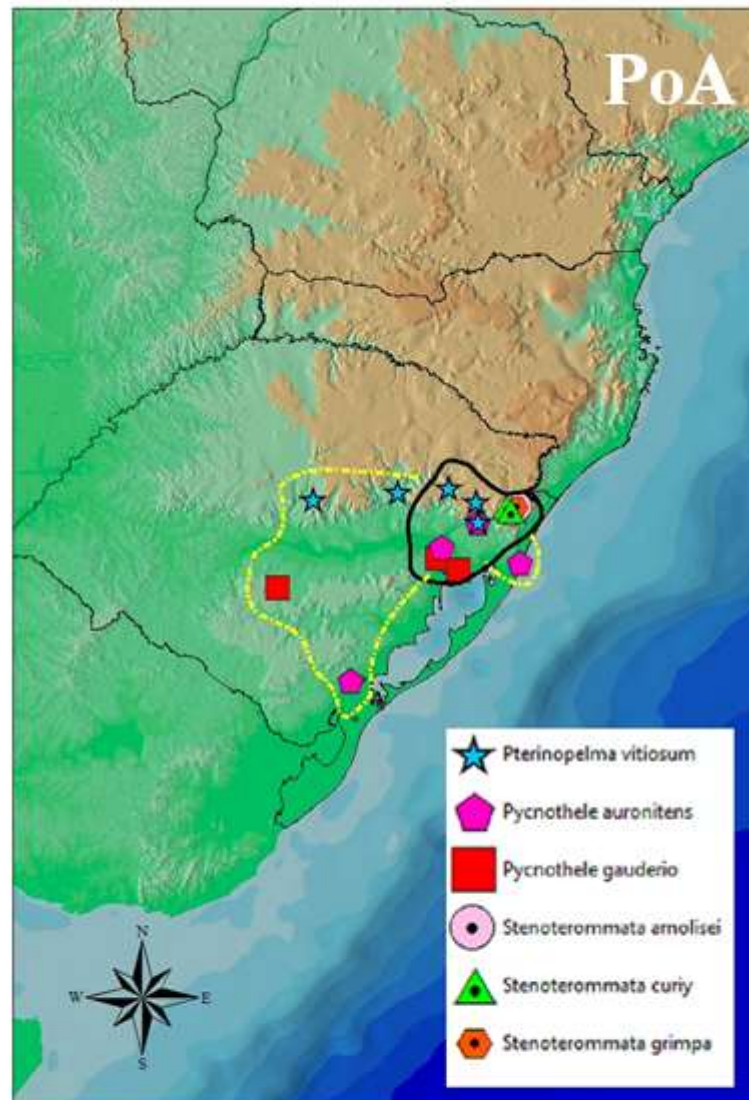 PoA
Pterinopelma vitiosum
Pycnothele auronitens
Pycnothele gauderio
Stenoterommata arnolisei
Stenoterommata curiy
Stenoterommata grimpa
N
W E
S